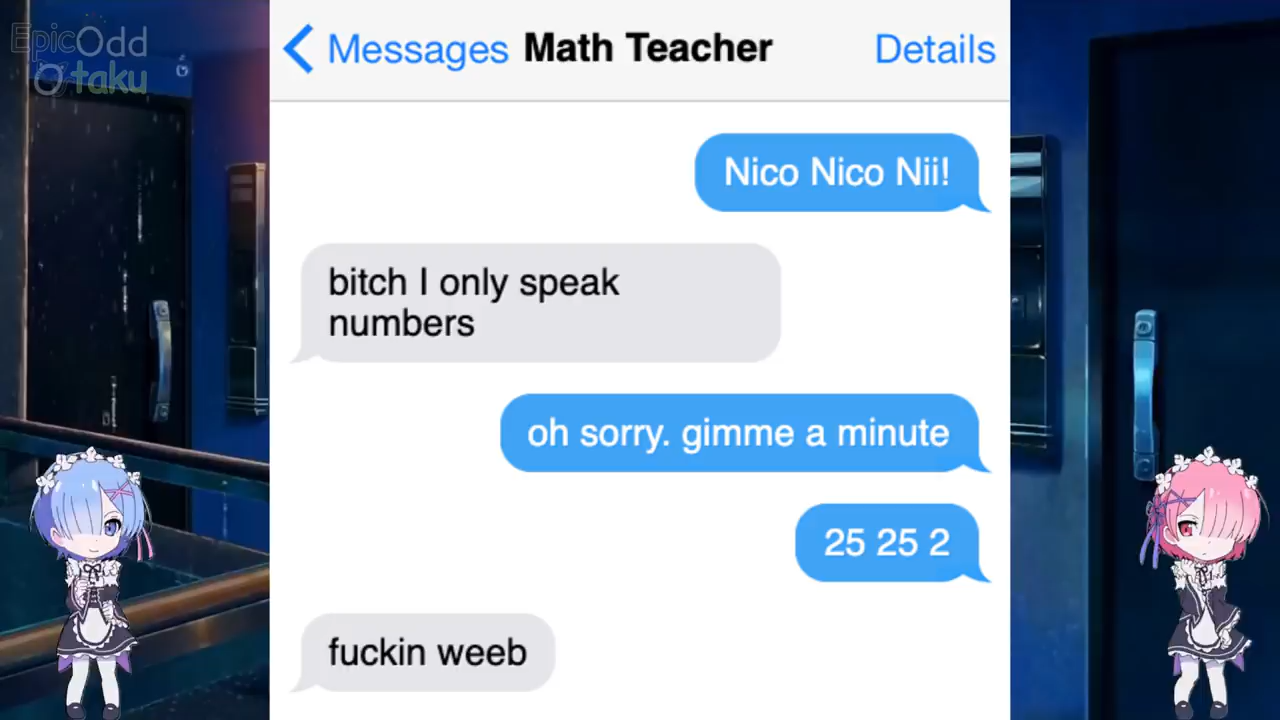 EpicOdd
Otaku
Messages Math Teacher Details
Nico Nico Nii!
bitch I only speak
numbers
oh sorry. gimme a minute
25 25 2
fuckin weeb